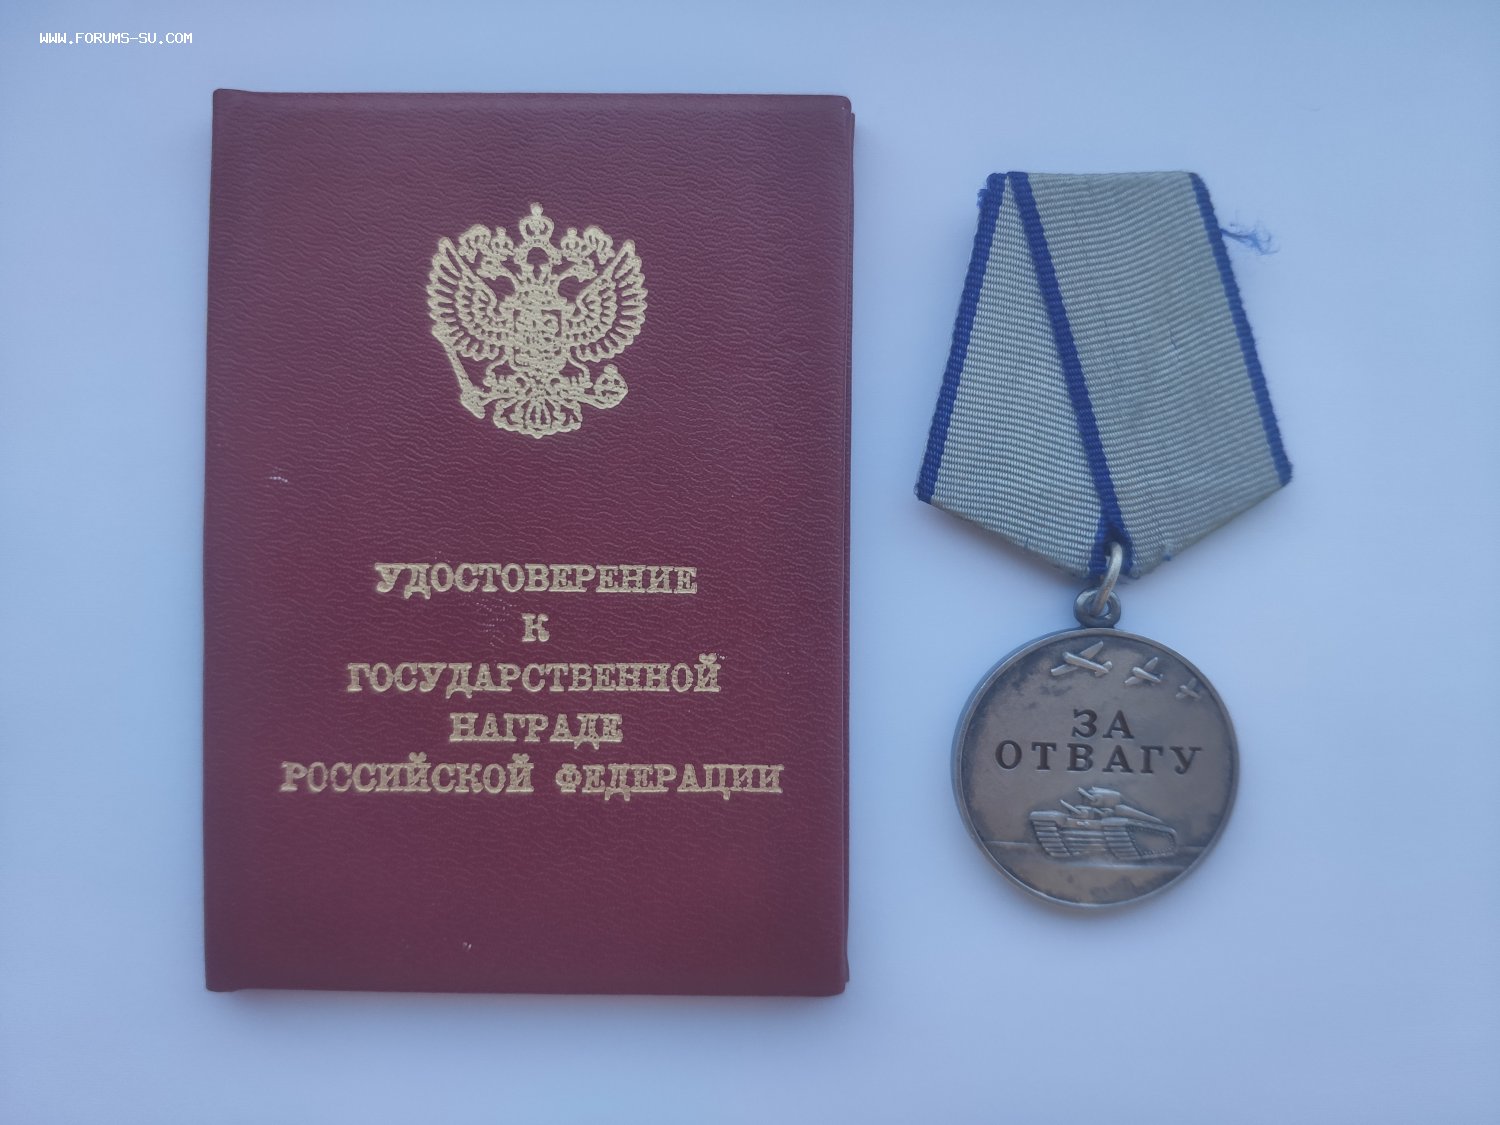 WWW.FORUMS-SU.COM
УДОСТОВЕРЕНИЕ
К
ГОСУДАРСТВЕННОЙ
НАГРАДЕ
РОССИЙСКОЙ ФЕДЕРАЦИИ
ЗА
ОТВАГУ